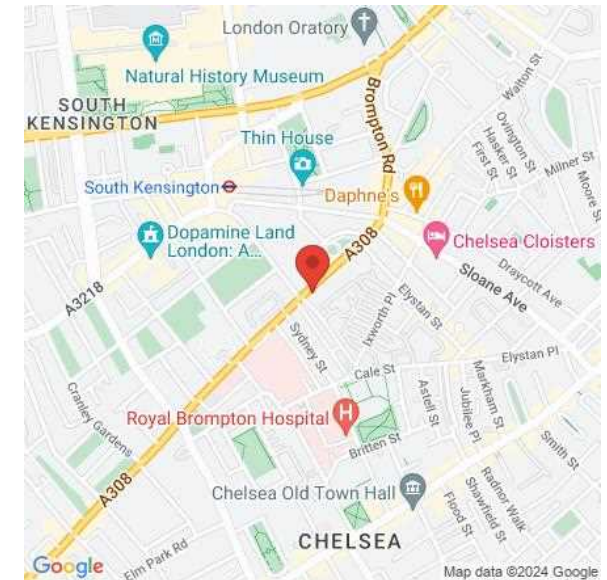 London Oratory
Natural History Museum
SOUTH
KENSINGTON
Brompton Rd
Walton St
Ovington St
Hasker St
First St
Milner St
Moore St
Thin House
South Kensington
Daphne's
Dopamine Land
London: A...
A308
Chelsea Cloisters
Sloane Ave
Draycott Ave
A3218
Elystan St
Ixworth Pl
Sydney St
Elystan Pl
Cale St
Cranley Gardens
Astell St
Markham St
Jubilee Pl
Royal Brompton Hospital
H
Britten St
Smith St
A308
Chelsea Old Town Hall
Radnor Walk
Shawfield St
Flood St
CHELSEA
Elm Park Rd
Google
Map data ©2024 Google